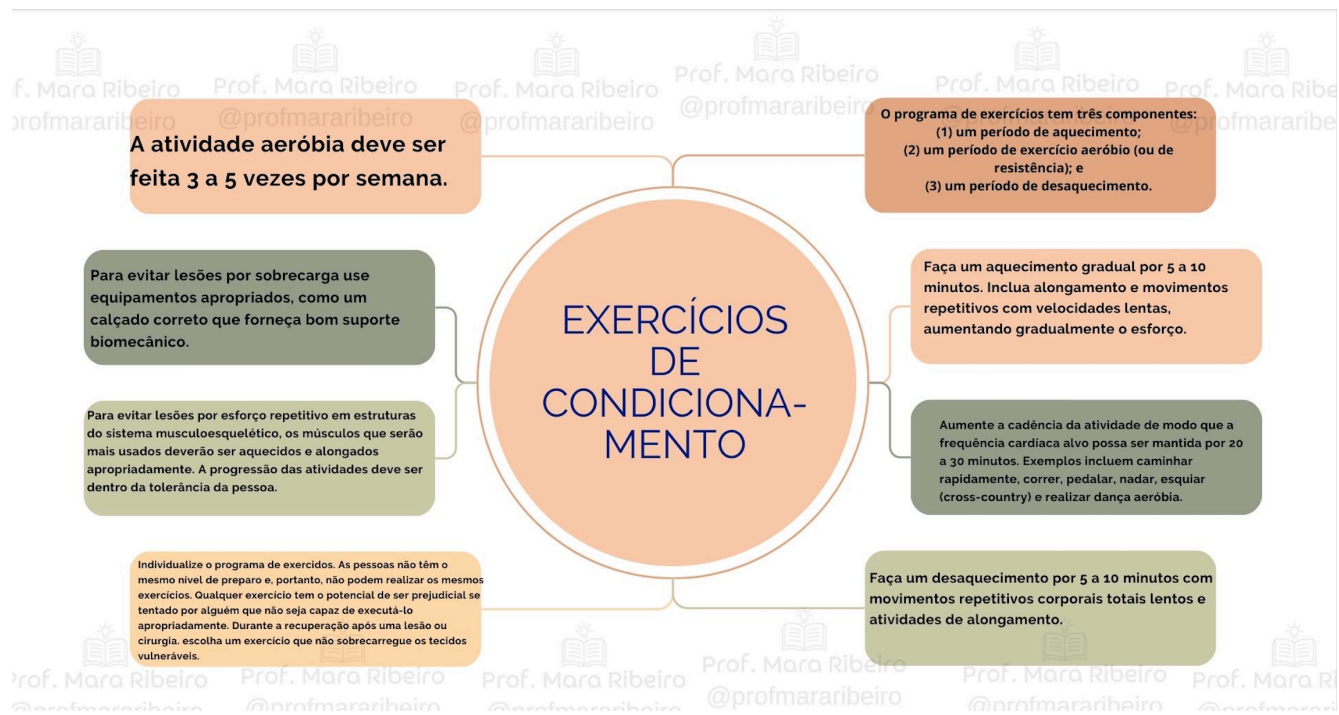 Prof. Mara Ribeiro
@profmararibeiro
A atividade aeróbia deve ser
feita 3 a 5 vezes por semana.
O programa de exercícios tem três componentes:
(1) um período de aquecimento;
(2) um período de exercício aeróbio (ou de
resistência); e
(3) um período de desaquecimento.
Para evitar lesões por sobrecarga use
equipamentos apropriados, como um
calçado correto que forneça bom suporte
biomecânico.
Faça um aquecimento gradual por 5 a 10
minutos. Inclua alongamento e movimentos
repetitivos com velocidades lentas,
aumentando gradualmente o esforço.
EXERCÍCIOS
DE
CONDICIONA-
MENTO
Para evitar lesões por esforço repetitivo em estruturas
do sistema musculoesquelético, os músculos que serão
mais usados deverão ser aquecidos e alongados
apropriadamente. A progressão das atividades deve ser
dentro da tolerância da pessoa.
Aumente a cadência da atividade de modo que a
frequência cardíaca alvo possa ser mantida por 20
a 30 minutos. Exemplos incluem caminhar
rapidamente, correr, pedalar, nadar, esquiar
(cross-country) e realizar dança aeróbia.
Individualize o programa de exercidos. As pessoas não têm o
mesmo nível de preparo e, portanto, não podem realizar os mesmos
exercícios. Qualquer exercício tem o potencial de ser prejudicial se
tentado por alguém que não seja capaz de executá-lo
apropriadamente. Durante a recuperação após uma lesão ou
cirurgia. escolha um exercício que não sobrecarregue os tecidos
vulneráveis.
Faça um desaquecimento por 5 a 10 minutos com
movimentos repetitivos corporais totais lentos e
atividades de alongamento.
Prof. Mara Ribeiro
@profmararibeiro